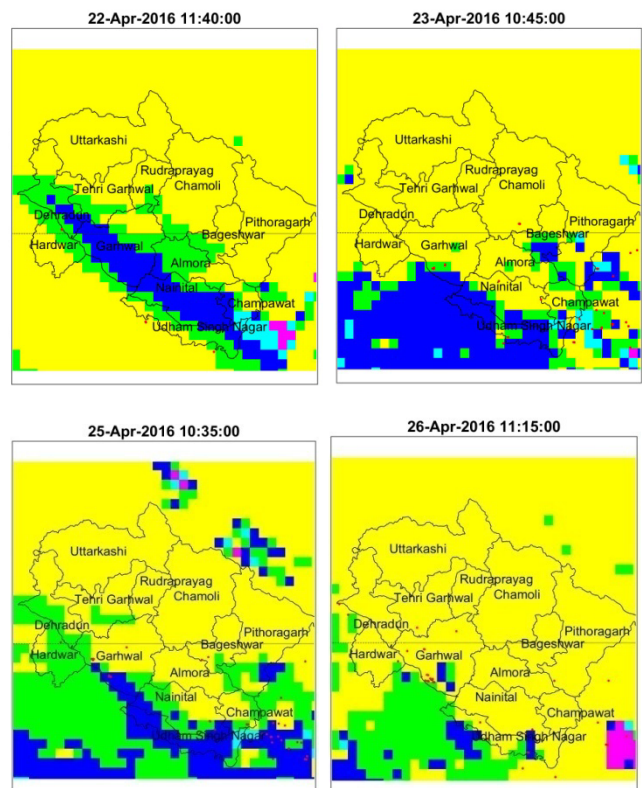 22-Apr-2016 11:40:00
Uttarkashi
Rudraprayag
Tehri Garhwal
Chamoli
Dehradun
Pithoragarh
Bageshwar
Hardwar
Garhwal
Almora
Nainital
Champawat
Udham Singh Nagar
23-Apr-2016 10:45:00
Uttarkashi
Rudraprayag
Tehri Garhwal
Chamoli
Dehradun
Pithoragarh
Bageshwar
Hardwar
Garhwal
Almora
Nainital
Champawat
Udham Singh Nagar
25-Apr-2016 10:35:00
Uttarkashi
Rudraprayag
Tehri Garhwal
Chamoli
Dehradun
Pithoragarh
Bageshwar
Hardwar
Garhwal
Almora
Nainital
Champawat
Udham Singh Nagar
26-Apr-2016 11:15:00
Uttarkashi
Rudraprayag
Tehri Garhwal
Chamoli
Dehradun
Pithoragarh
Bageshwar
Hardwar
Garhwal
Almora
Nainital
Champawat
Udham Singh Nagar